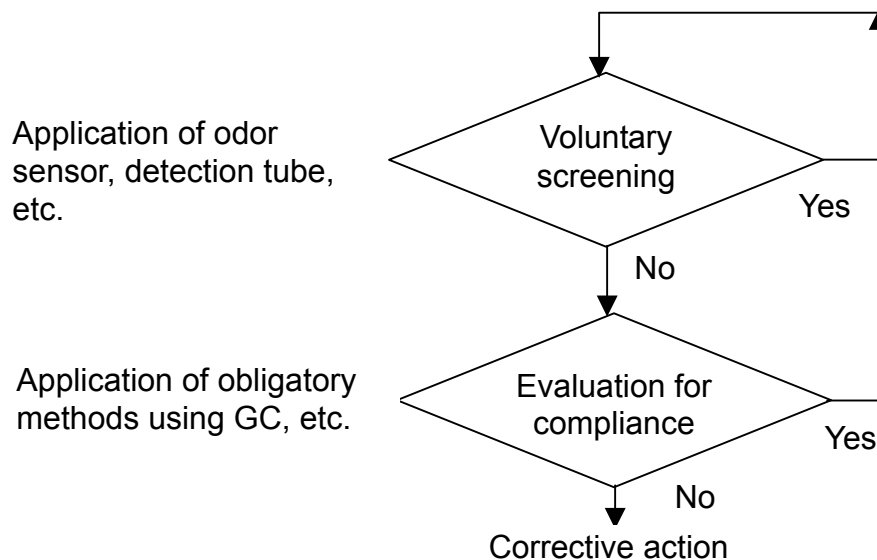 Application of odor
sensor, detection tube,
etc.
Voluntary
screening
Yes
No
Application of obligatory
methods using GC, etc.
Evaluation for
compliance
Yes
No
Corrective action